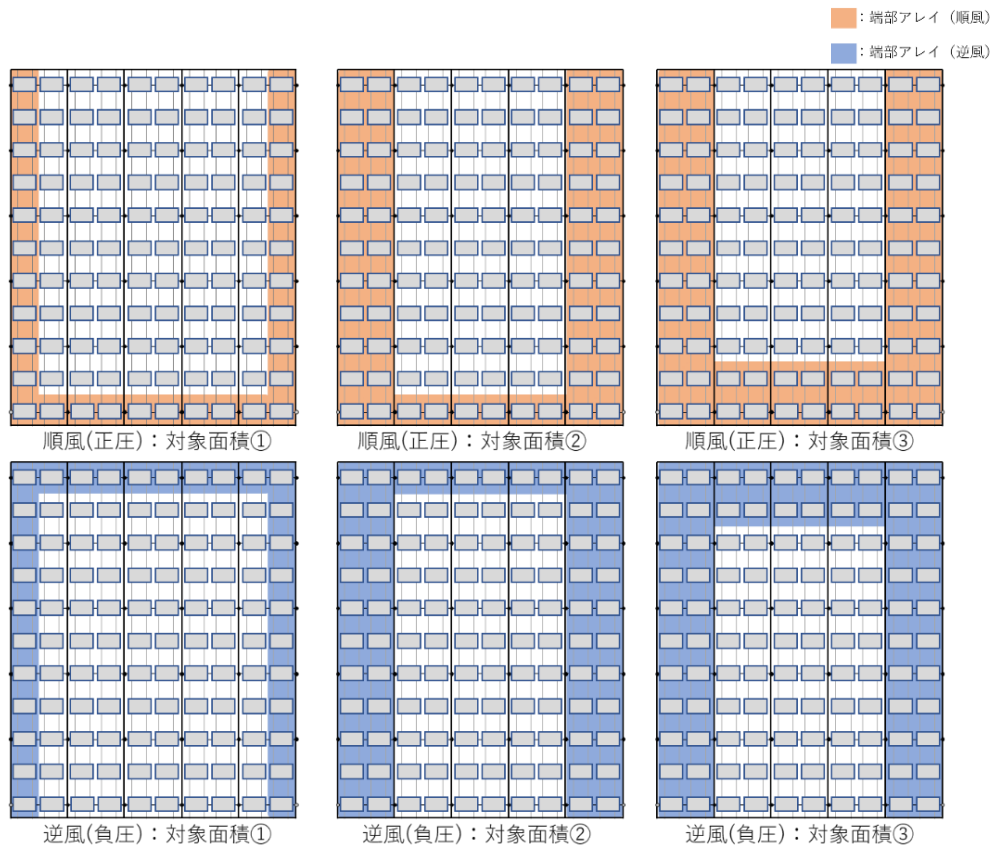 ：端部アレイ（順風）
：端部アレイ（逆風）
順風(正圧)：対象面積①
順風(正圧)：対象面積②
順風(正圧)：対象面積③
逆風(負圧)：対象面積①
逆風(負圧)：対象面積②
逆風(負圧)：対象面積③